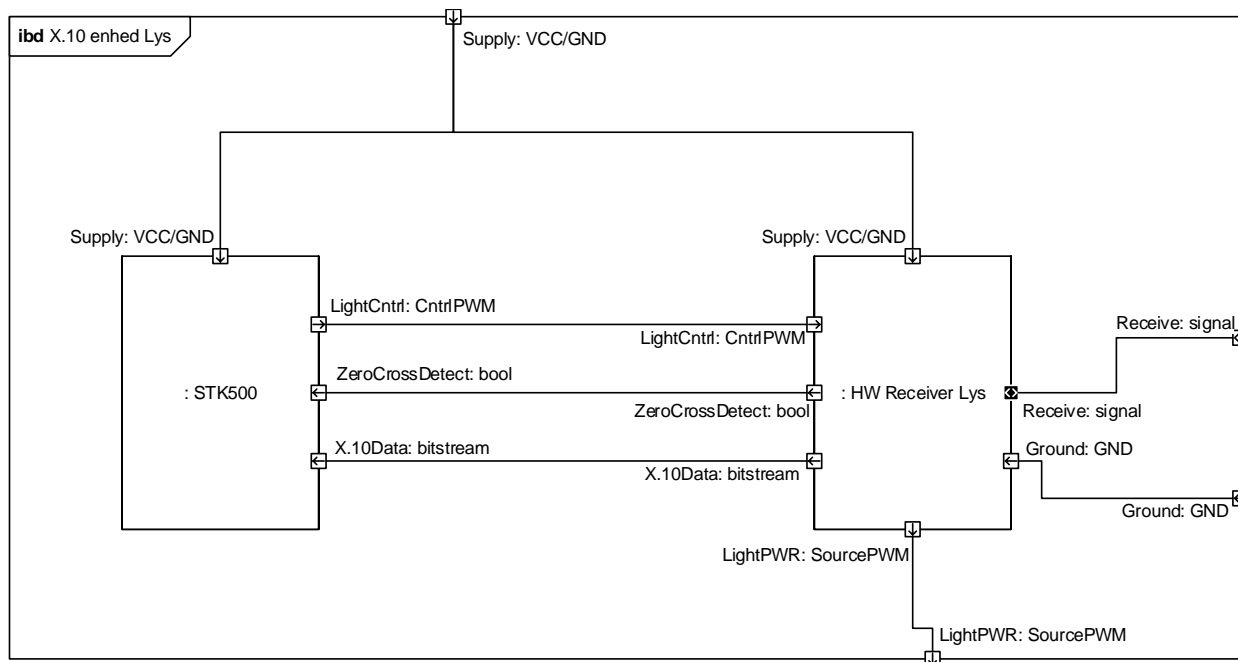 ibd X.10 enhed Lys
Supply: VCC/GND
Supply: VCC/GND
Supply: VCC/GND
LightCntrl: CntrlPWM
LightCntrl: CntrlPWM
Receive: signal
ZeroCrossDetect: bool
: STK500
: HW Receiver Lys
ZeroCrossDetect: bool
Receive: signal
X.10Data: bitstream
Ground: GND
X.10Data: bitstream
Ground: GND
LightPWR: SourcePWM
LightPWR: SourcePWM